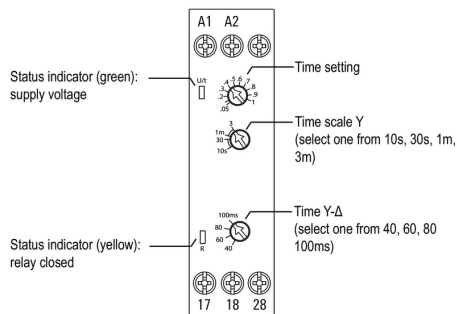 A1 A2
Status indicator (green):
supply voltage
U/t
.05
.2
.3
.4
.5
.6
.7
.8
.9
1
Time setting
10s
30
1m
3
Time scale Y
(select one from 10s, 30s, 1m,
3m)
40
60
80
100ms
Time Y-Δ
(select one from 40, 60, 80
100ms)
Status indicator (yellow):
relay closed
R
17 18 28